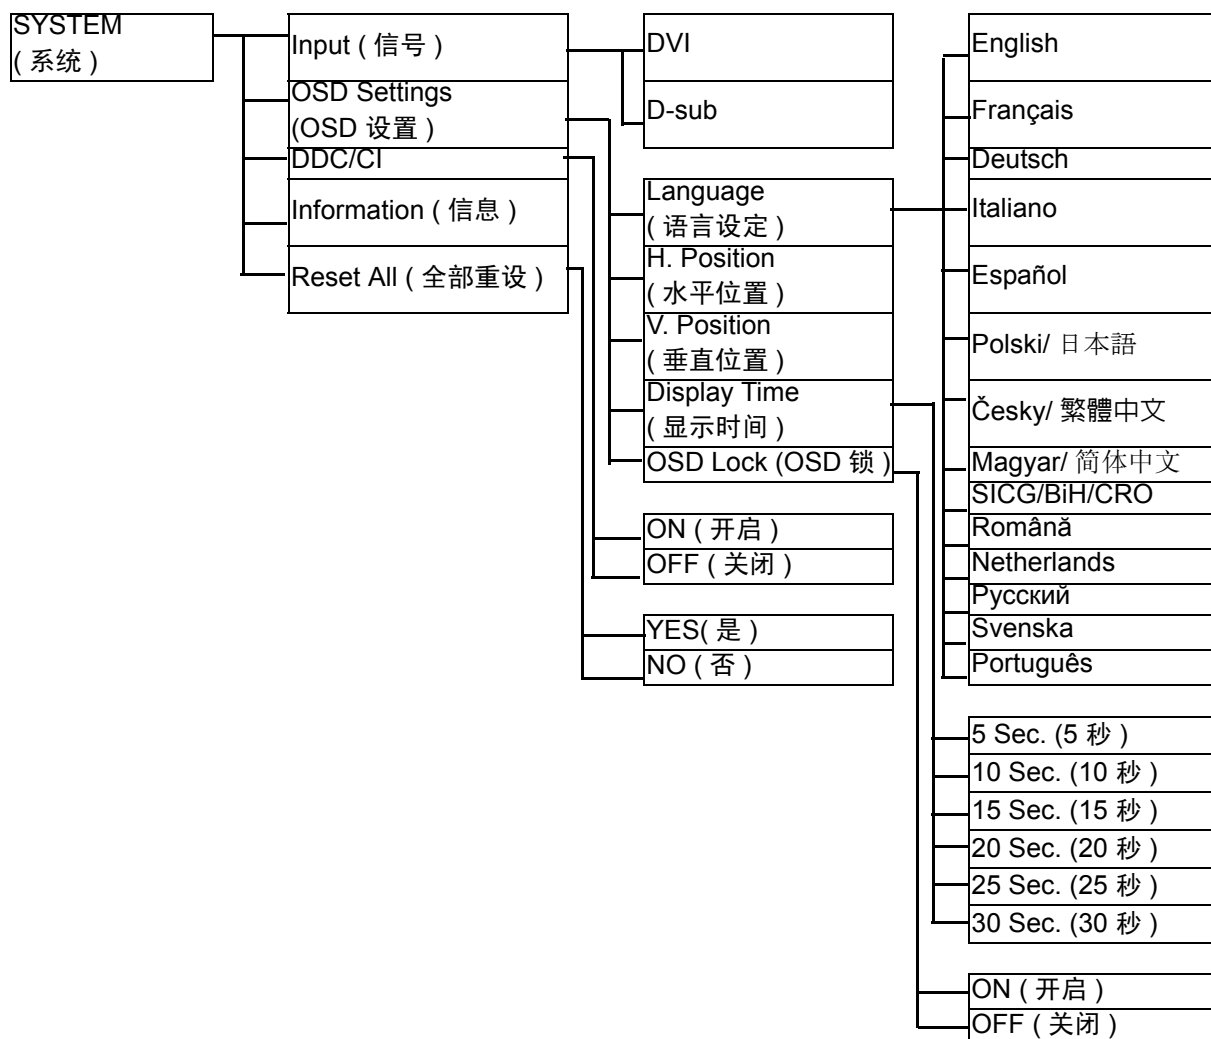 SYSTEM
( 系统 )
Input ( 信号 )
OSD Settings
(OSD 设置 )
DDC/CI
Information ( 信息 )
Reset All ( 全部重设 )
DVI
D-sub
Language
( 语言设定 )
H. Position
( 水平位置 )
V. Position
( 垂直位置 )
Display Time
( 显示时间 )
OSD Lock (OSD 锁 )
ON ( 开启 )
OFF ( 关闭 )
YES( 是 )
NO ( 否 )
English
Français
Deutsch
Italiano
Español
Polski/ 日本語
Česky/ 繁體中文
Magyar/ 简体中文
SICG/BiH/CRO
Română
Netherlands
Русский
Svenska
Português
5 Sec. (5 秒 )
10 Sec. (10 秒 )
15 Sec. (15 秒 )
20 Sec. (20 秒 )
25 Sec. (25 秒 )
30 Sec. (30 秒 )
ON ( 开启 )
OFF ( 关闭 )